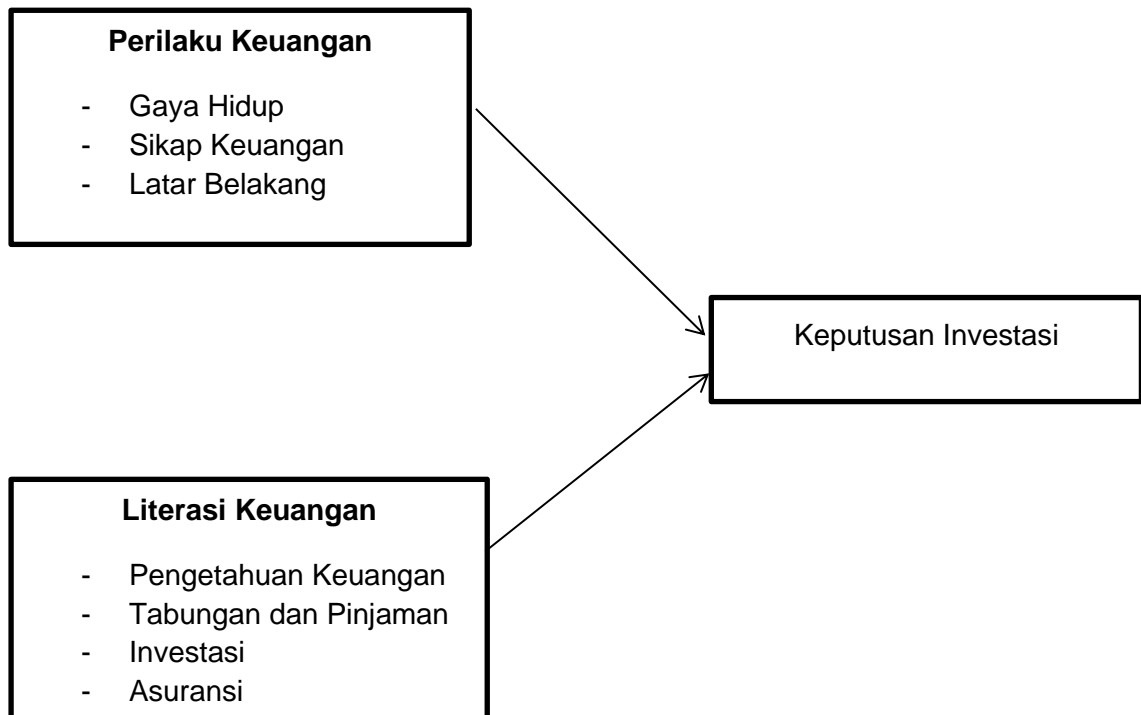 Perilaku Keuangan
- Gaya Hidup
- Sikap Keuangan
- Latar Belakang
Keputusan Investasi
Literasi Keuangan
- Pengetahuan Keuangan
- Tabungan dan Pinjaman
- Investasi
- Asuransi